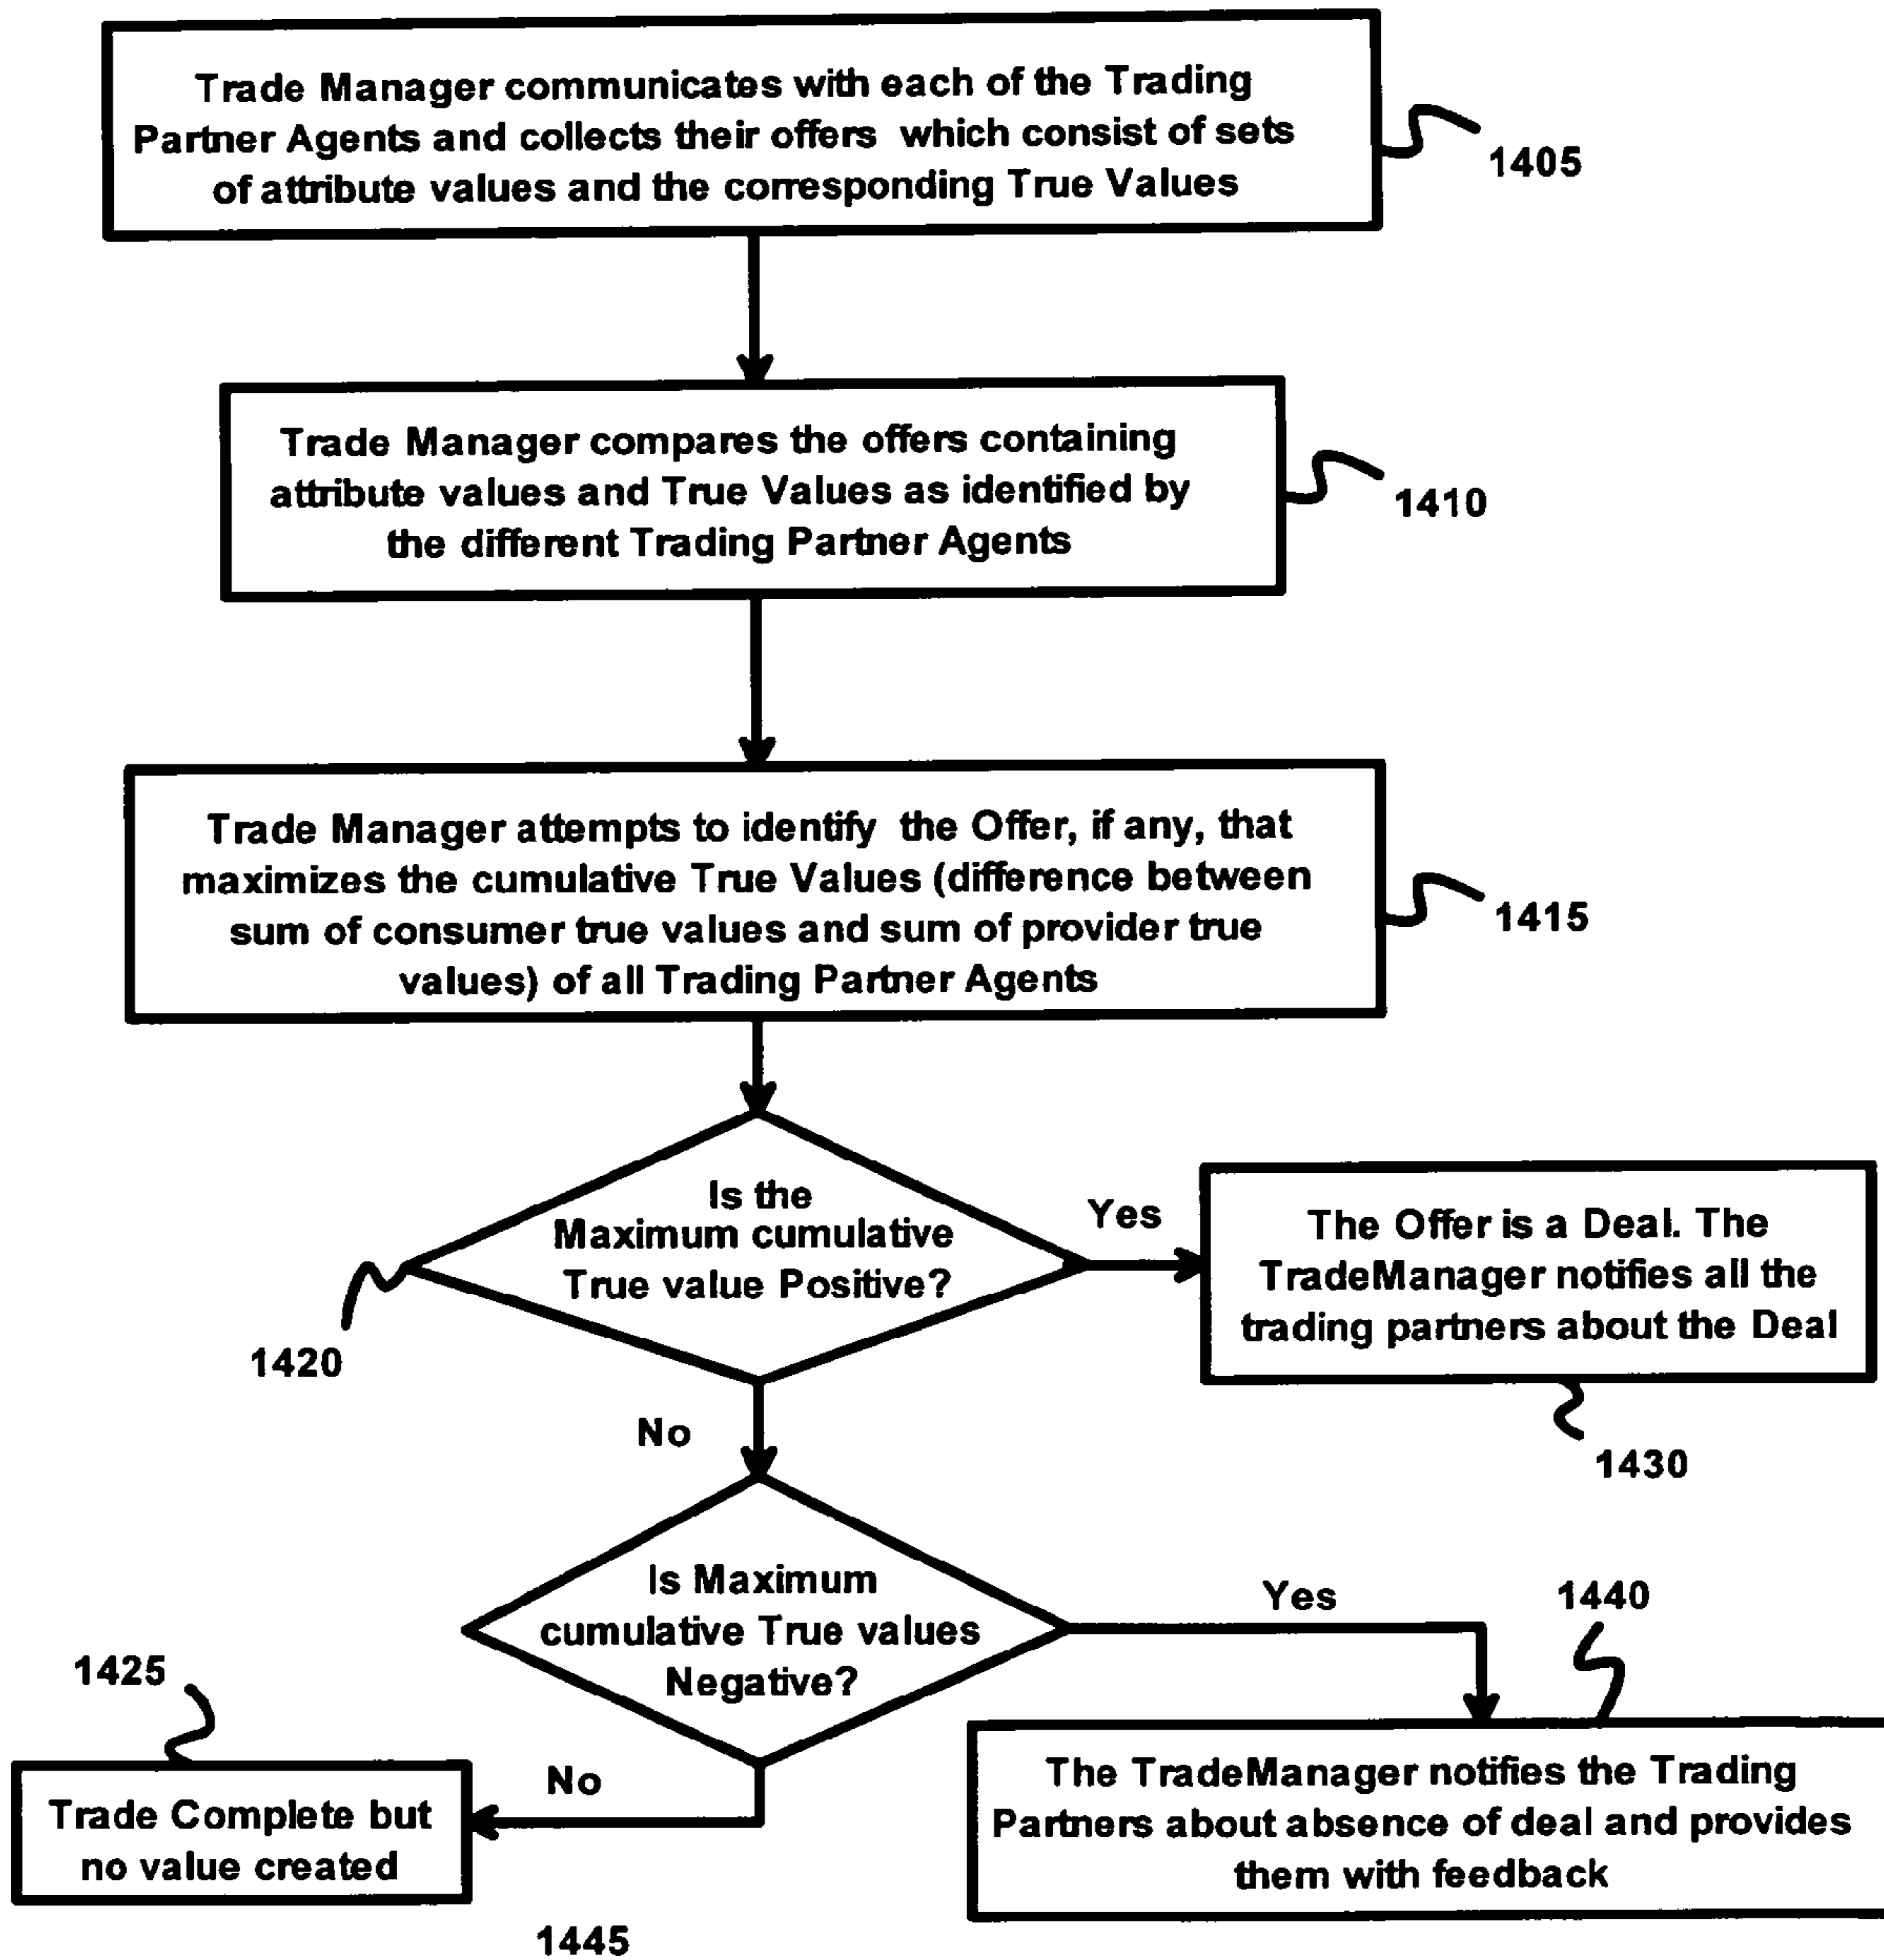 Trade Manager communicates with each of the Trading
Partner Agents and collects their offers which consist of sets
of attribute values and the corresponding True Values
1405
Trade Manager compares the offers containing
attribute values and True Values as identified by
the different Trading Partner Agents
1410
Trade Manager attempts to identify the Offer, if any, that
maximizes the cumulative True Values (difference between
sum of consumer true values and sum of provider true
values) of all Trading Partner Agents
1415
Is the
Maximum cumulative
True value Positive?
Yes
The Offer is a Deal. The
TradeManager notifies all the
trading partners about the Deal
1420
No
1430
Is Maximum
cumulative True values
Negative?
Yes
1440
1425
No
Trade Complete but
no value created
The TradeManager notifies the Trading
Partners about absence of deal and provides
them with feedback
1445